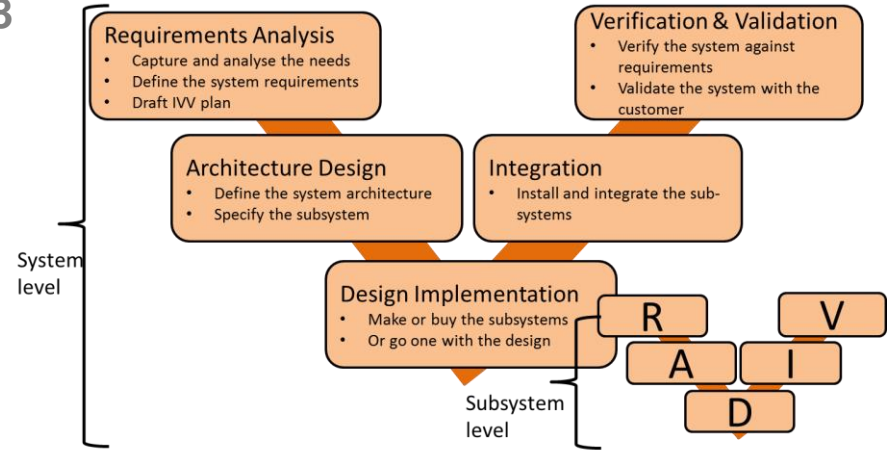 B
Requirements Analysis
• Capture and analyse the needs
• Define the system requirements
• Draft IVV plan
Verification & Validation
• Verify the system against
requirements
• Validate the system with the
customer
Architecture Design
• Define the system architecture
• Specify the subsystem
Integration
• Install and integrate the sub-
systems
System
level
Design Implementation
• Make or buy the subsystems
• Or go one with the design
Subsystem
level
R
V
A
I
D